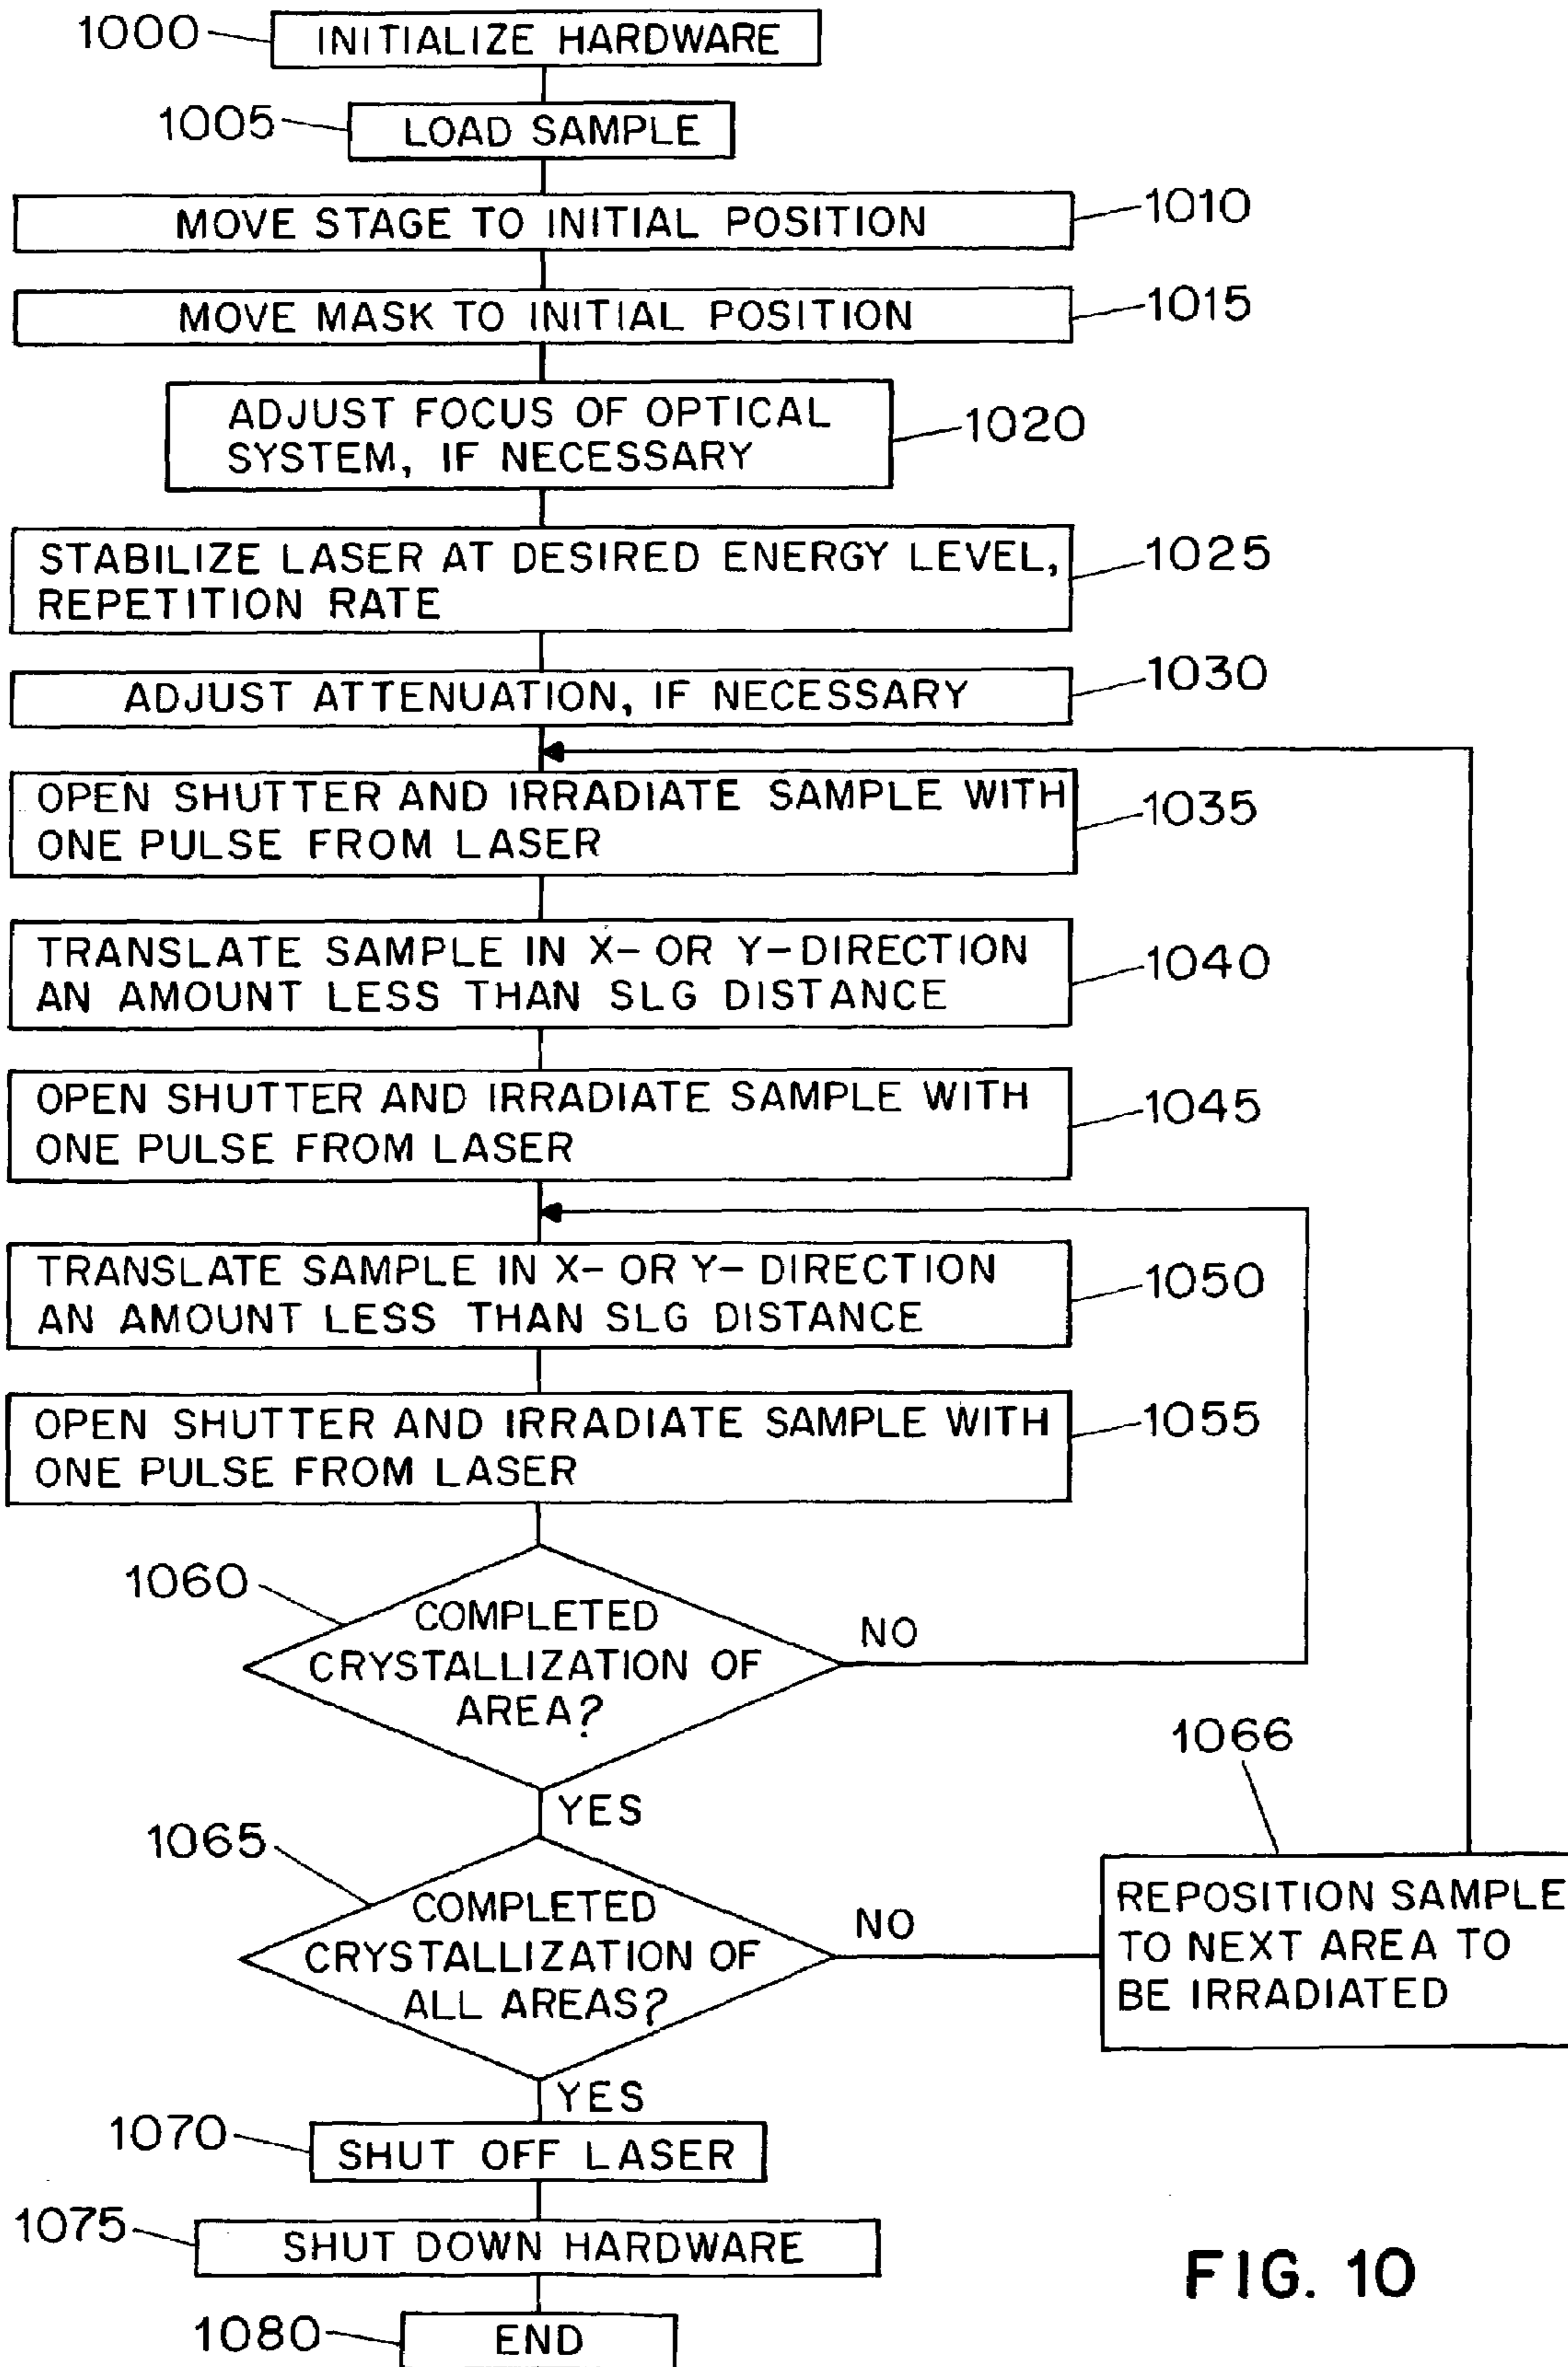 1000
INITIALIZE HARDWARE
1005
LOAD SAMPLE
MOVE STAGE TO INITIAL POSITION
1010
MOVE MASK TO INITIAL POSITION
1015
ADJUST FOCUS OF OPTICAL
SYSTEM, IF NECESSARY
1020
STABILIZE LASER AT DESIRED ENERGY LEVEL,
REPETITION RATE
1025
ADJUST ATTENUATION, IF NECESSARY
1030
OPEN SHUTTER AND IRRADIATE SAMPLE WITH
ONE PULSE FROM LASER
1035
TRANSLATE SAMPLE IN X- OR Y-DIRECTION
AN AMOUNT LESS THAN SLG DISTANCE
1040
OPEN SHUTTER AND IRRADIATE SAMPLE WITH
ONE PULSE FROM LASER
1045
TRANSLATE SAMPLE IN X- OR Y- DIRECTION
AN AMOUNT LESS THAN SLG DISTANCE
1050
OPEN SHUTTER AND IRRADIATE SAMPLE WITH
ONE PULSE FROM LASER
1055
1060
COMPLETED
CRYSTALLIZATION OF
AREA?
NO
YES
1065
COMPLETED
CRYSTALLIZATION OF
ALL AREAS?
NO
1066
REPOSITION SAMPLE
TO NEXT AREA TO
BE IRRADIATED
YES
1070
SHUT OFF LASER
1075
SHUT DOWN HARDWARE
1080
END
FIG. 10